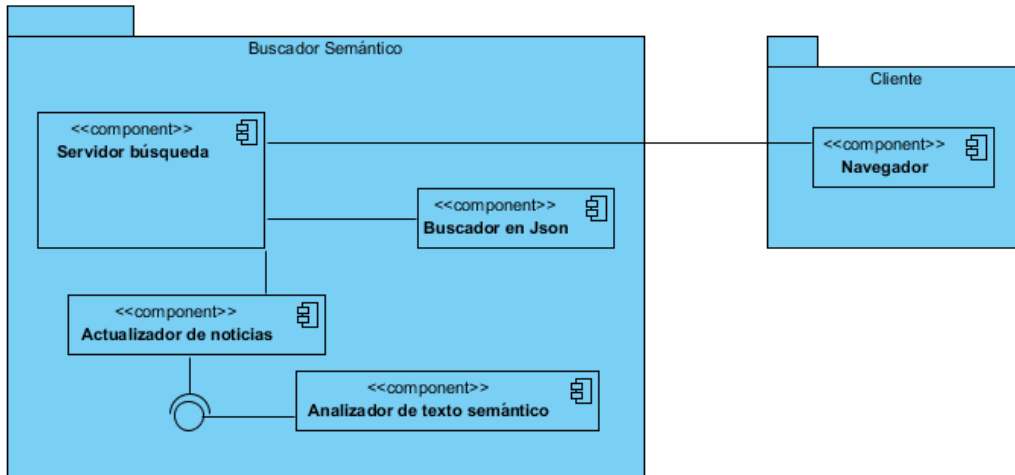 Buscador Semántico
<<component>>
Servidor búsqueda
<<component>>
Buscador en Json
<<component>>
Actualizador de noticias
<<component>>
Analizador de texto semántico
Cliente
<<component>>
Navegador